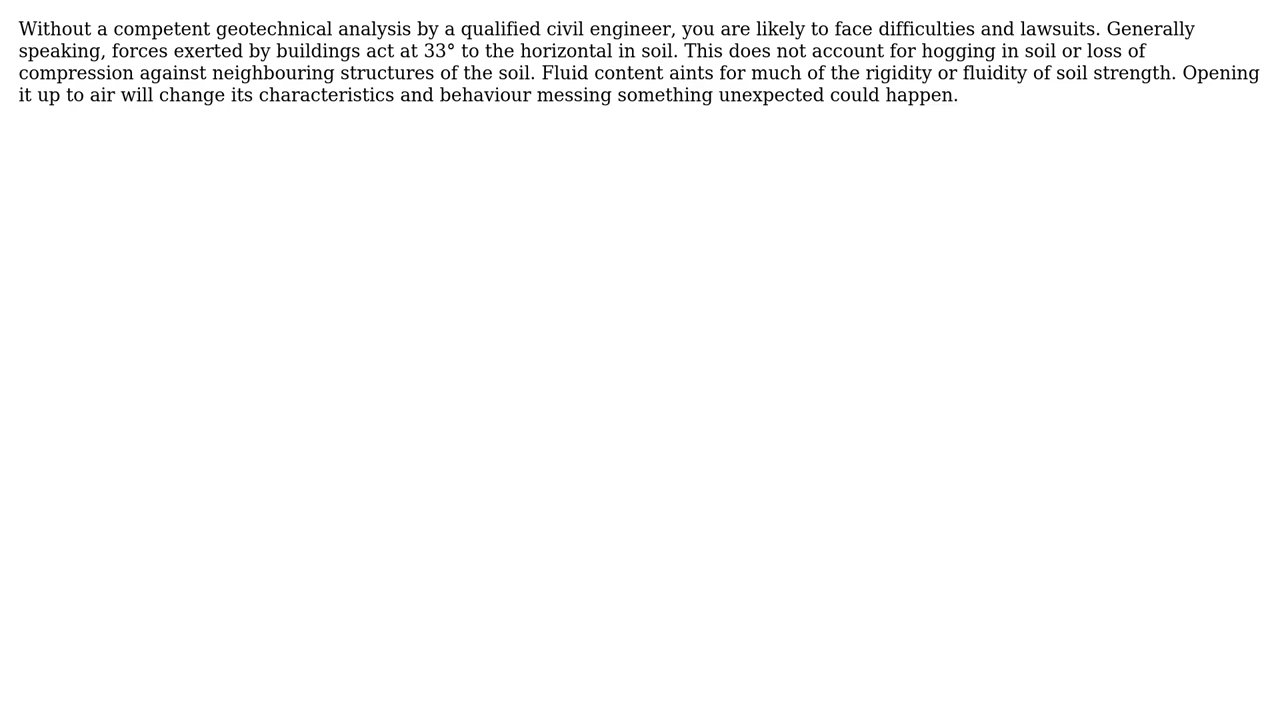 Without a competent geotechnical analysis by a qualified civil engineer, you are likely to face difficulties and lawsuits. Generally
speaking, forces exerted by buildings act at 33° to the horizontal in soil. This does not account for hogging in soil or loss of
compression against neighbouring structures of the soil. Fluid content aints for much of the rigidity or fluidity of soil strength. Opening
it up to air will change its characteristics and behaviour messing something unexpected could happen.